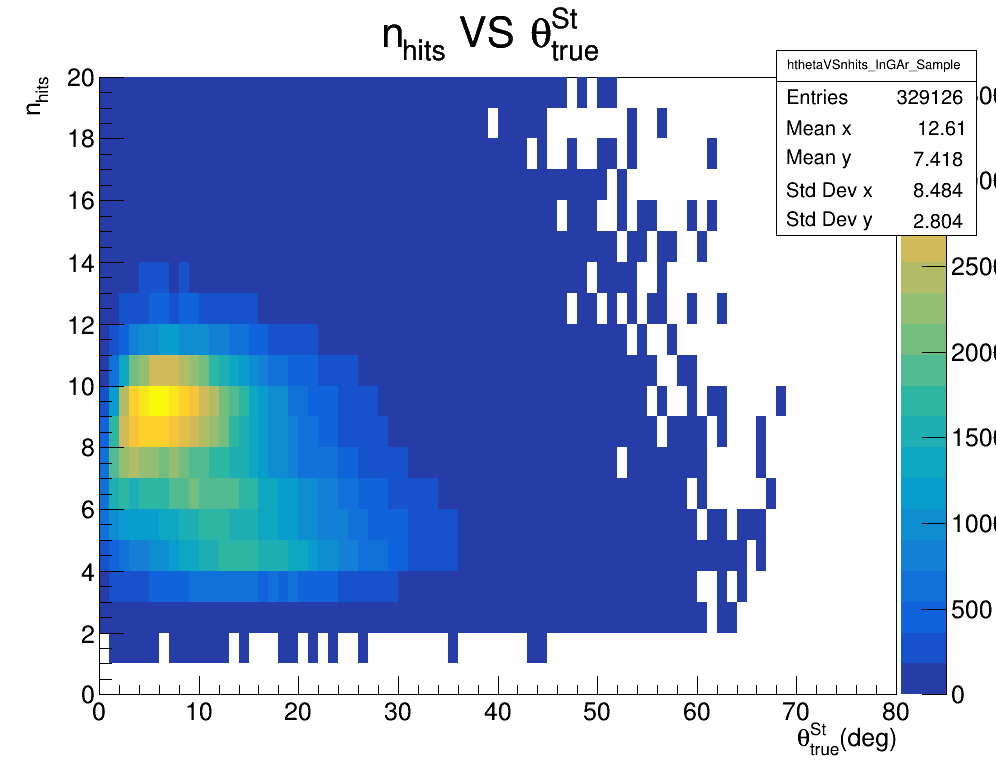 n_hits VS θ^St_true
n_hits
20
18
16
14
12
10
8
6
4
2
0
0 10 20 30 40 50 60 70 80
θ^St_true(deg)
hthetaVSnhits_InGAr_Sample
Entries 329126
Mean x 12.61
Mean y 7.418
Std Dev x 8.484
Std Dev y 2.804
2500
2000
1500
1000
500
0